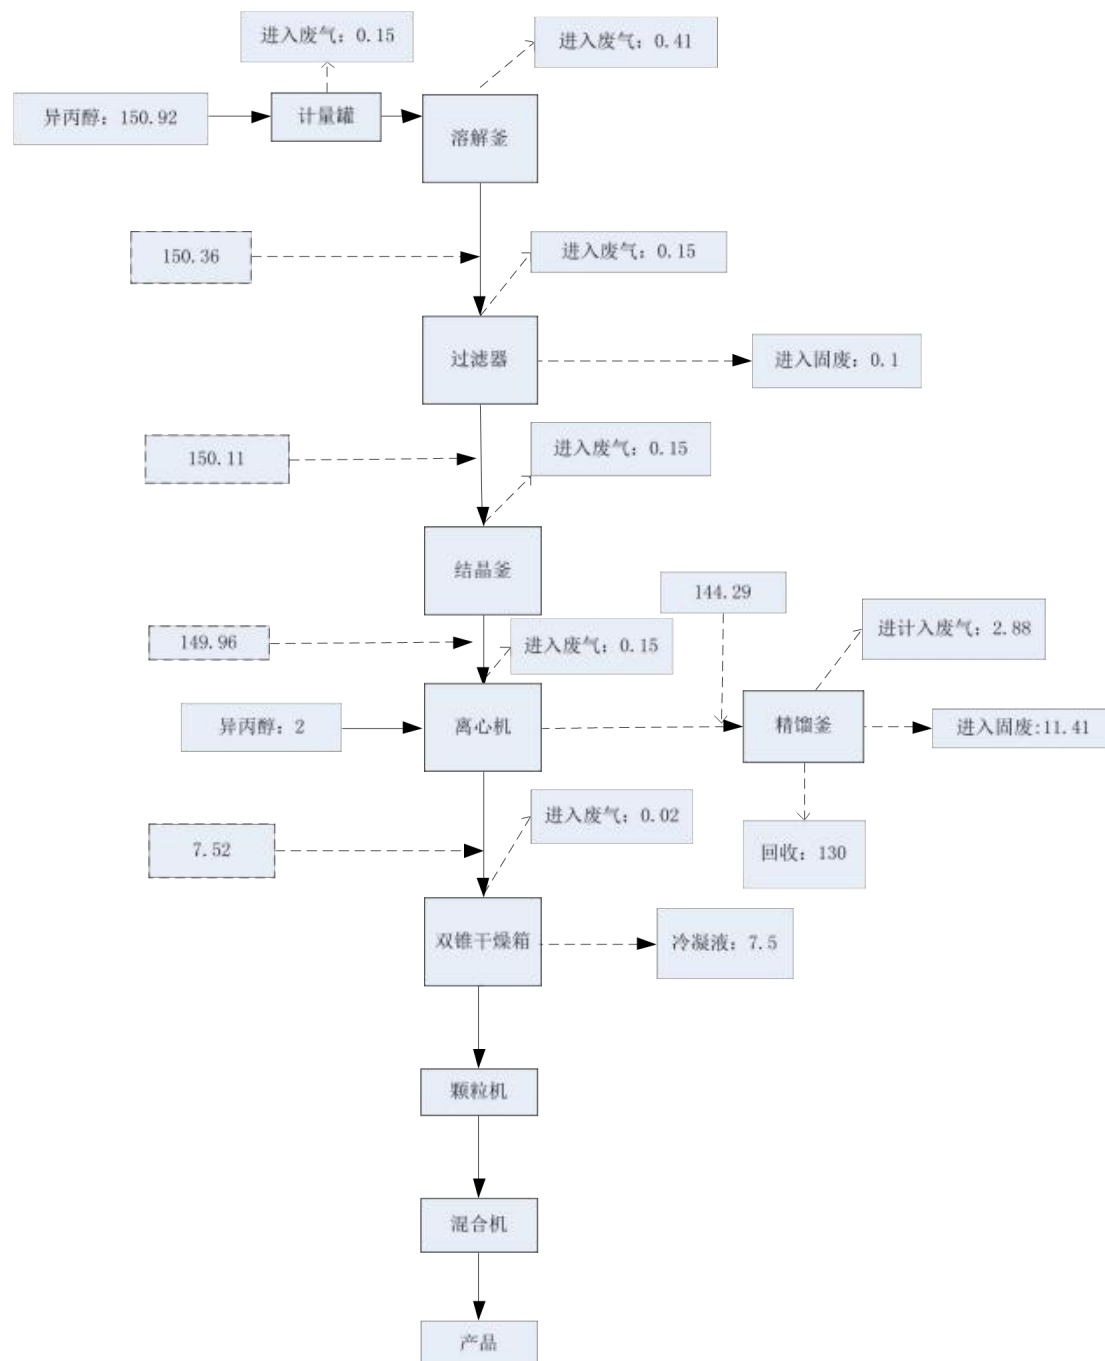 进入废气：0.15
进入废气：0.41
异丙醇：150.92
计量罐
溶解釜
150.36
进入废气：0.15
过滤器
进入固废：0.1
150.11
进入废气：0.15
结晶釜
144.29
149.96
进入废气：0.15
进计入废气：2.88
异丙醇：2
离心机
精馏釜
进入固废:11.41
7.52
进入废气：0.02
回收：130
双锥干燥箱
冷凝液：7.5
颗粒机
混合机
产品